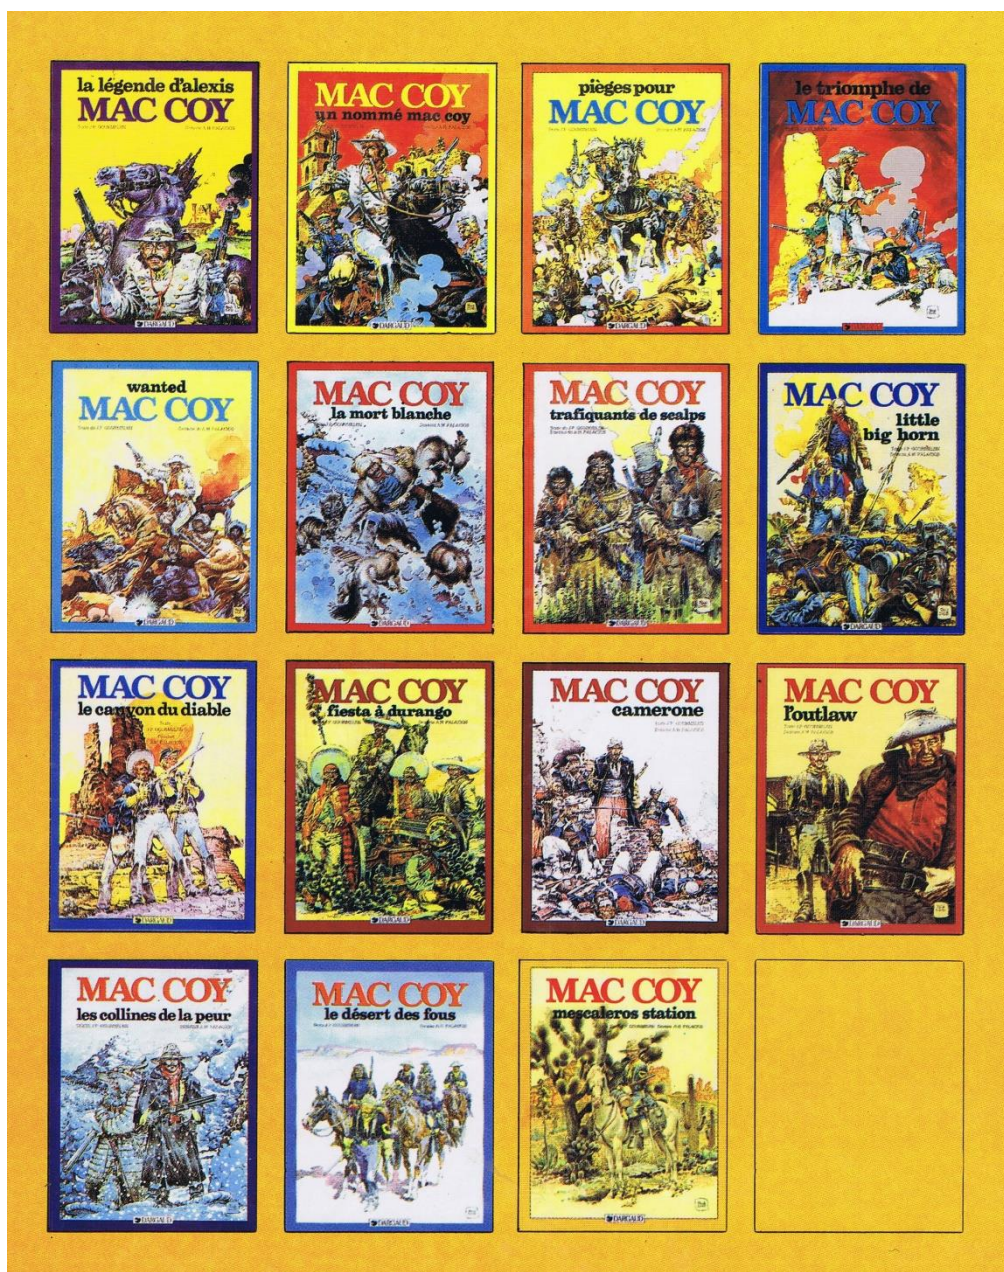 la légende d'alexis
MAC COY
DARGAUD
MAC COY
un nommé mac coy
DARGAUD
pièges pour
MAC COY
DARGAUD
le triomphe de
MAC COY
DARGAUD
wanted
MAC COY
DARGAUD
MAC COY
la mort blanche
DARGAUD
MAC COY
trafiquants de scalps
DARGAUD
MAC COY
little
big horn
DARGAUD
MAC COY
le canyon du diable
DARGAUD
MAC COY
fiesta à durango
DARGAUD
MAC COY
camerone
DARGAUD
MAC COY
l'outlaw
DARGAUD
MAC COY
les collines de la peur
DARGAUD
MAC COY
le désert des fous
DARGAUD
MAC COY
mescaleros station
DARGAUD